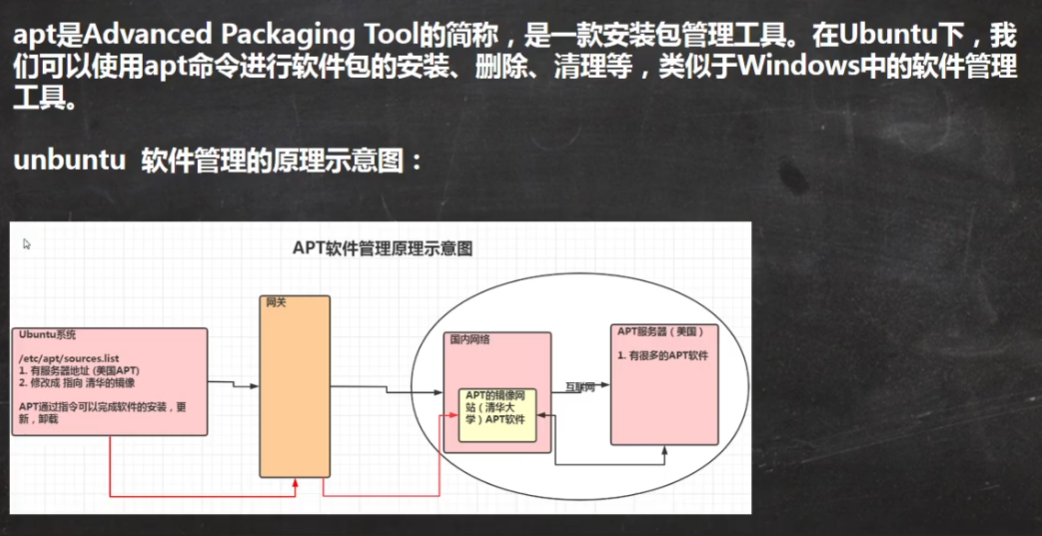 apt是Advanced Packaging Tool的简称，是一款安装包管理工具。在Ubuntu下，我
们可以使用apt命令进行软件包的安装、删除、清理等，类似于Windows中的软件管理
工具。
unbuntu 软件管理的原理示意图：
APT软件管理原理示意图
Ubuntu系统
/etc/apt/sources.list
1. 有服务器地址 (美国APT)
2. 修改成 指向 清华的镜像
APT通过指令可以完成软件的安装，更
新，卸载
网关
国内网络
APT的镜像网
站（清华大
学）APT软件
互联网
APT服务器（美国）
1. 有很多的APT软件